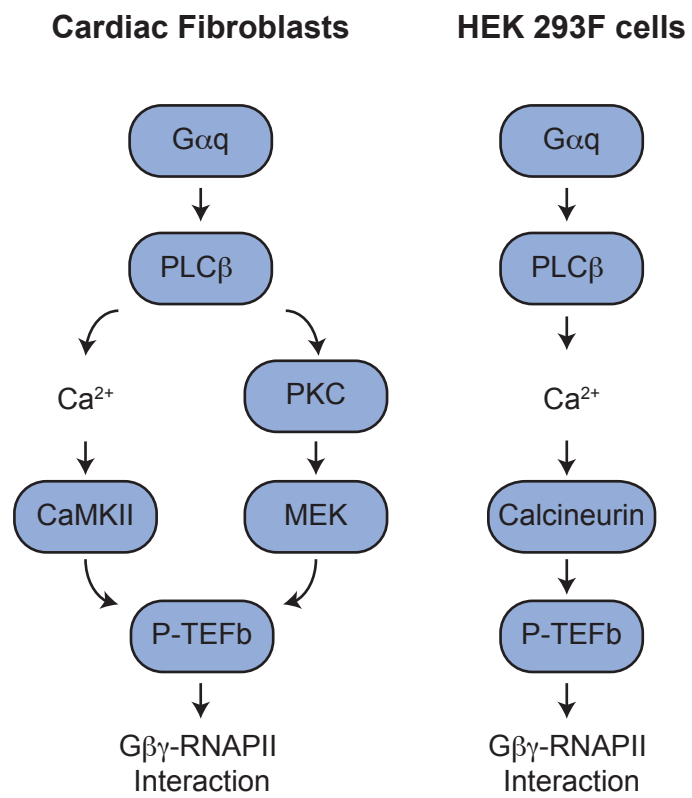 Cardiac Fibroblasts
Gαq
PLCβ
Ca²⁺
PKC
CaMKII
MEK
P-TEFb
Gβγ-RNAPII
Interaction
HEK 293F cells
Gαq
PLCβ
Ca²⁺
Calcineurin
P-TEFb
Gβγ-RNAPII
Interaction